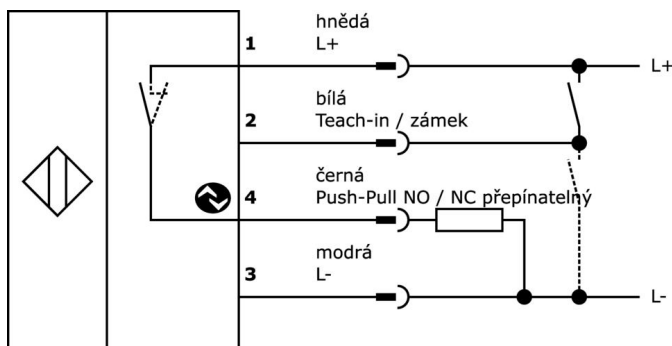 hnědá
1 L+
L+
bílá
2 Teach-in / zámek
černá
4 Push-Pull NO / NC přepínatelný
modrá
3 L-
L-